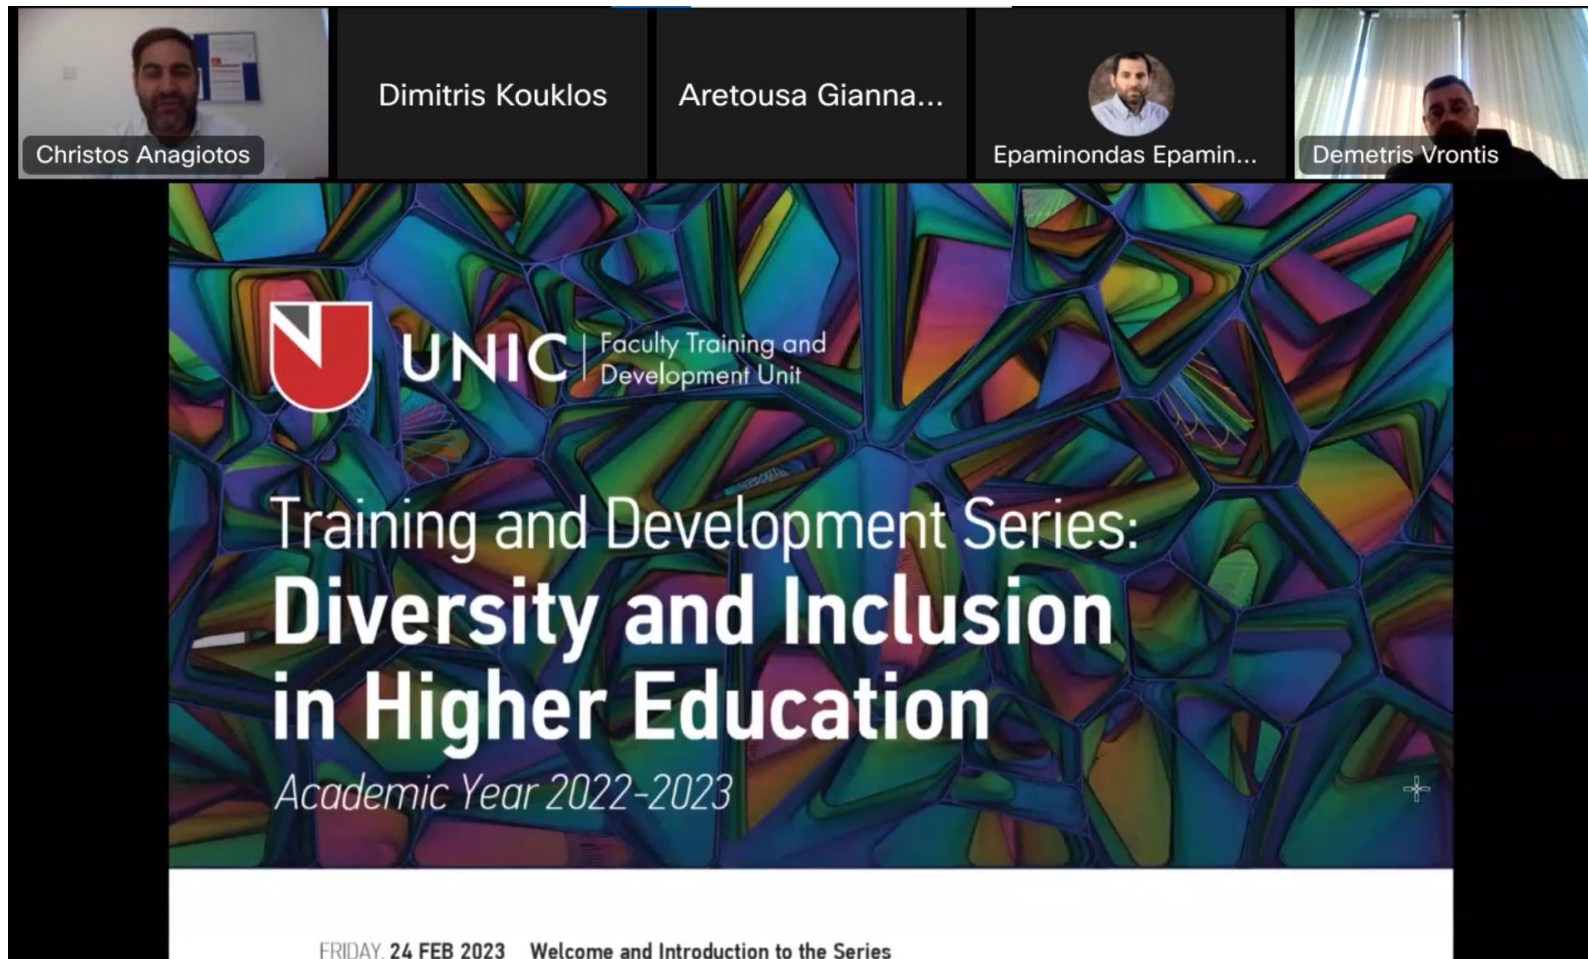 Christos Anagiotos
Dimitris Kouklos
Aretousa Gianna...
Epaminondas Epamin...
Demetris Vrontis
UNIC
Faculty Training and
Development Unit
Training and Development Series:
Diversity and Inclusion
in Higher Education
Academic Year 2022-2023
FRIDAY, 24 FEB 2023 Welcome and Introduction to the Series